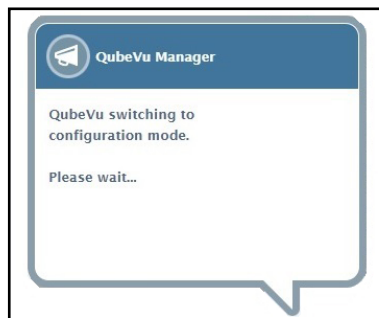 QubeVu Manager
QubeVu switching to
configuration mode.
Please wait...